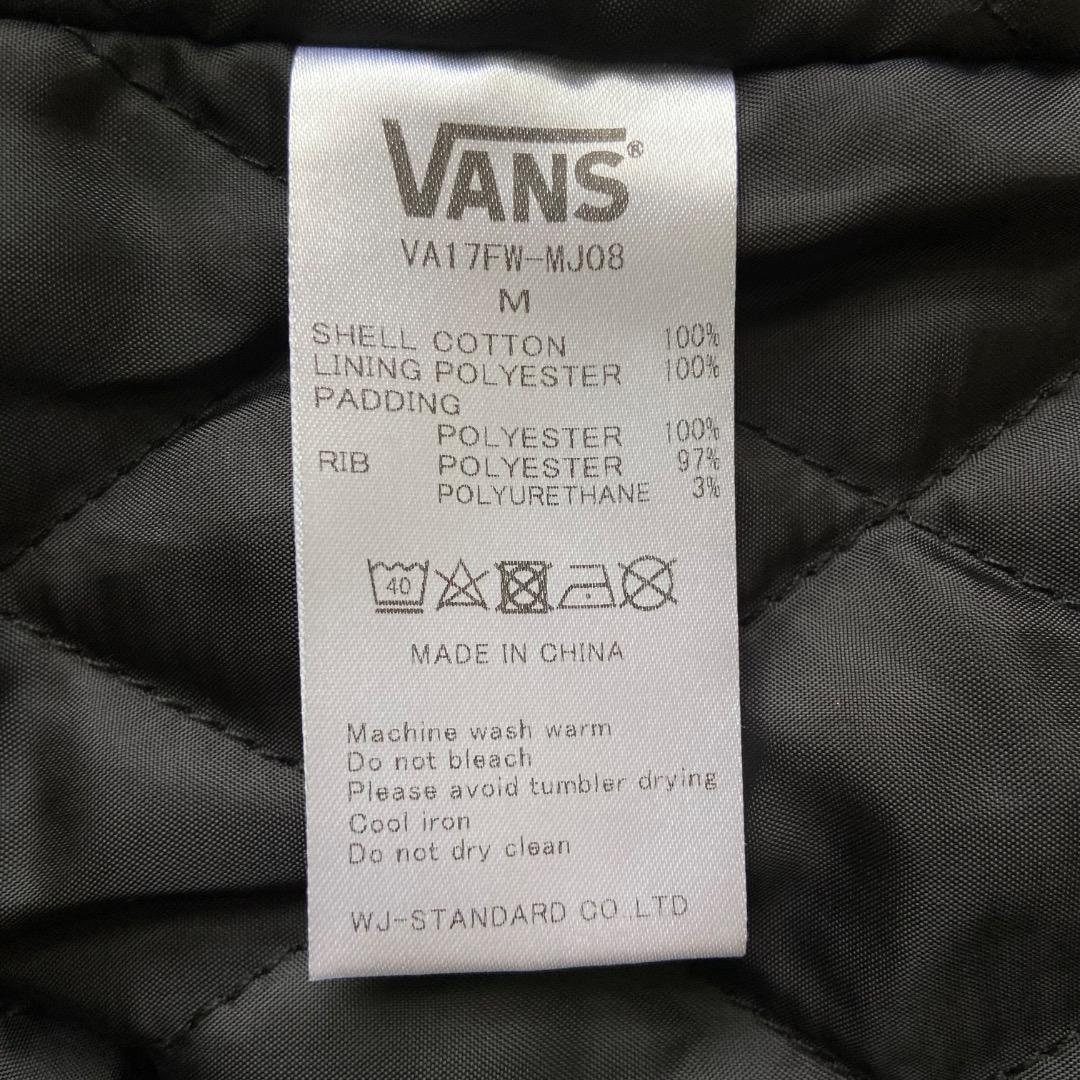 VANS®
VA17FW-MJ08
M
SHELL COTTON 100%
LINING POLYESTER 100%
PADDING
POLYESTER 100%
RIB POLYESTER 97%
POLYURETHANE 3%
40
MADE IN CHINA
Machine wash warm
Do not bleach
Please avoid tumbler drying
Cool iron
Do not dry clean
WJ-STANDARD CO.,LTD